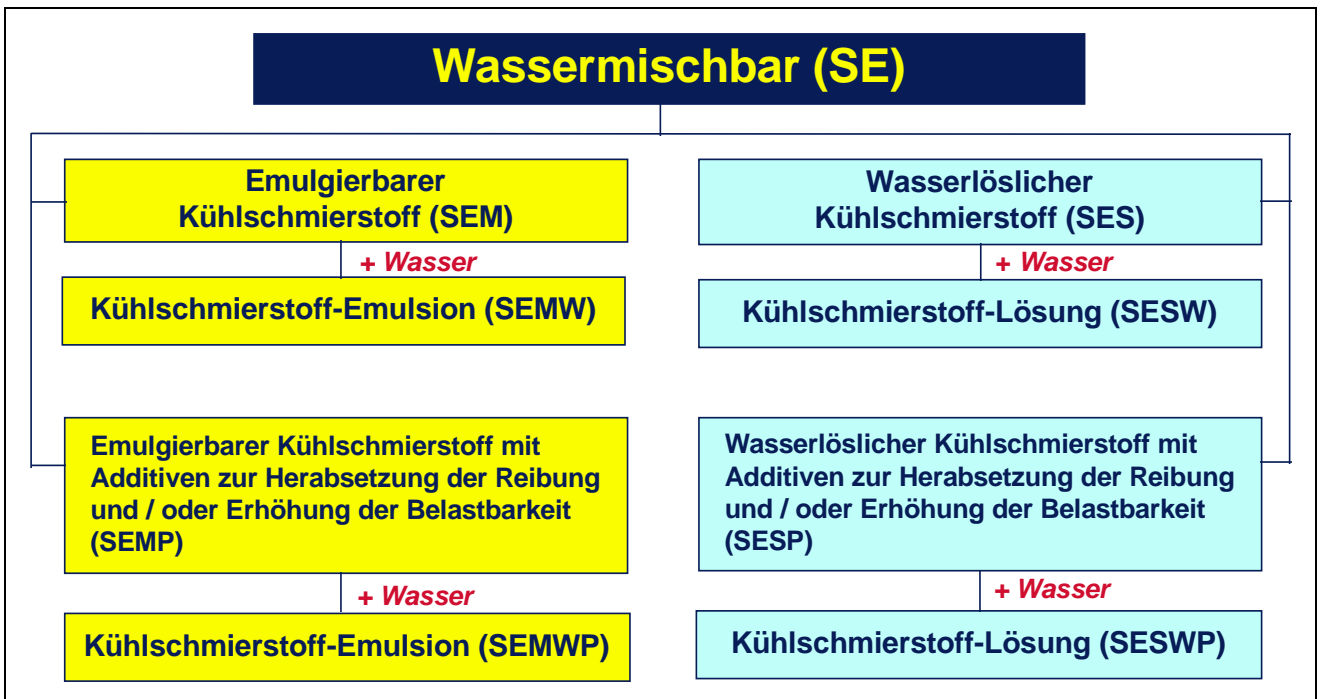 Wassermischbar (SE)
Emulgierbarer
Kühlschmierstoff (SEM)
+ Wasser
Kühlschmierstoff-Emulsion (SEMW)
Wasserlöslicher
Kühlschmierstoff (SES)
+ Wasser
Kühlschmierstoff-Lösung (SESW)
Emulgierbarer Kühlschmierstoff mit
Additiven zur Herabsetzung der Reibung
und / oder Erhöhung der Belastbarkeit
(SEMP)
+ Wasser
Kühlschmierstoff-Emulsion (SEMWP)
Wasserlöslicher Kühlschmierstoff mit
Additiven zur Herabsetzung der Reibung
und / oder Erhöhung der Belastbarkeit
(SESP)
+ Wasser
Kühlschmierstoff-Lösung (SESWP)